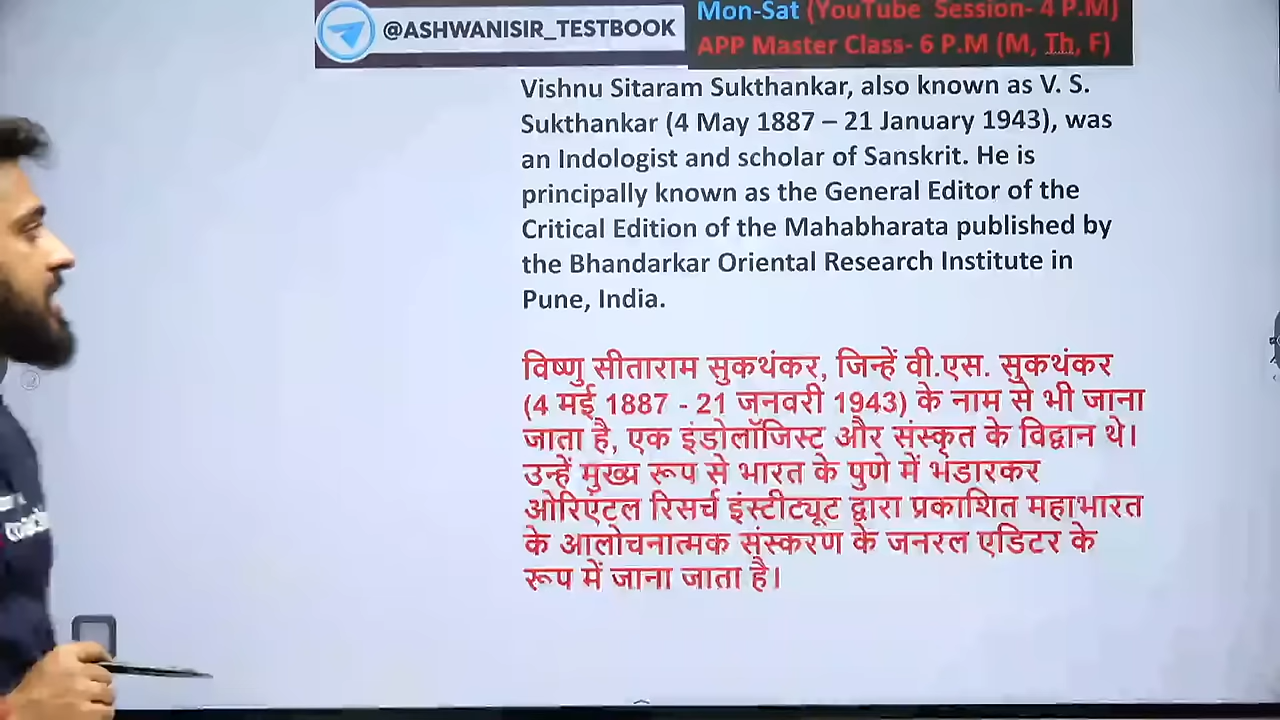 @ASHWANISIR_TESTBOOK
Mon-Sat (YouTube Session- 4 P.M)
APP Master Class- 6 P.M (M, Th, F)
Vishnu Sitaram Sukthankar, also known as V. S.
Sukthankar (4 May 1887 – 21 January 1943), was
an Indologist and scholar of Sanskrit. He is
principally known as the General Editor of the
Critical Edition of the Mahabharata published by
the Bhandarkar Oriental Research Institute in
Pune, India.
विष्णु सीताराम सुकथंकर, जिन्हें वी.एस. सुकथंकर
(4 मई 1887 - 21 जनवरी 1943) के नाम से भी जाना
जाता है, एक इंडोलॉजिस्ट और संस्कृत के विद्वान थे।
उन्हें मुख्य रूप से भारत के पुणे में भंडारकर
ओरिएंटल रिसर्च इंस्टीट्यूट द्वारा प्रकाशित महाभारत
के आलोचनात्मक संस्करण के जनरल एडिटर के
रूप में जाना जाता है।